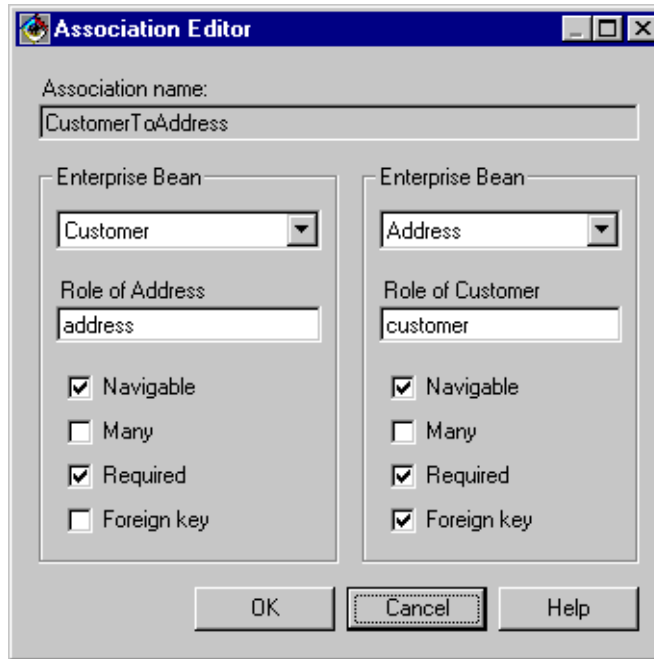 Association Editor
Association name:
CustomerToAddress
Enterprise Bean
Customer
Role of Address
address
Navigable
Many
Required
Foreign key
Enterprise Bean
Address
Role of Customer
customer
Navigable
Many
Required
Foreign key
OK
Cancel
Help